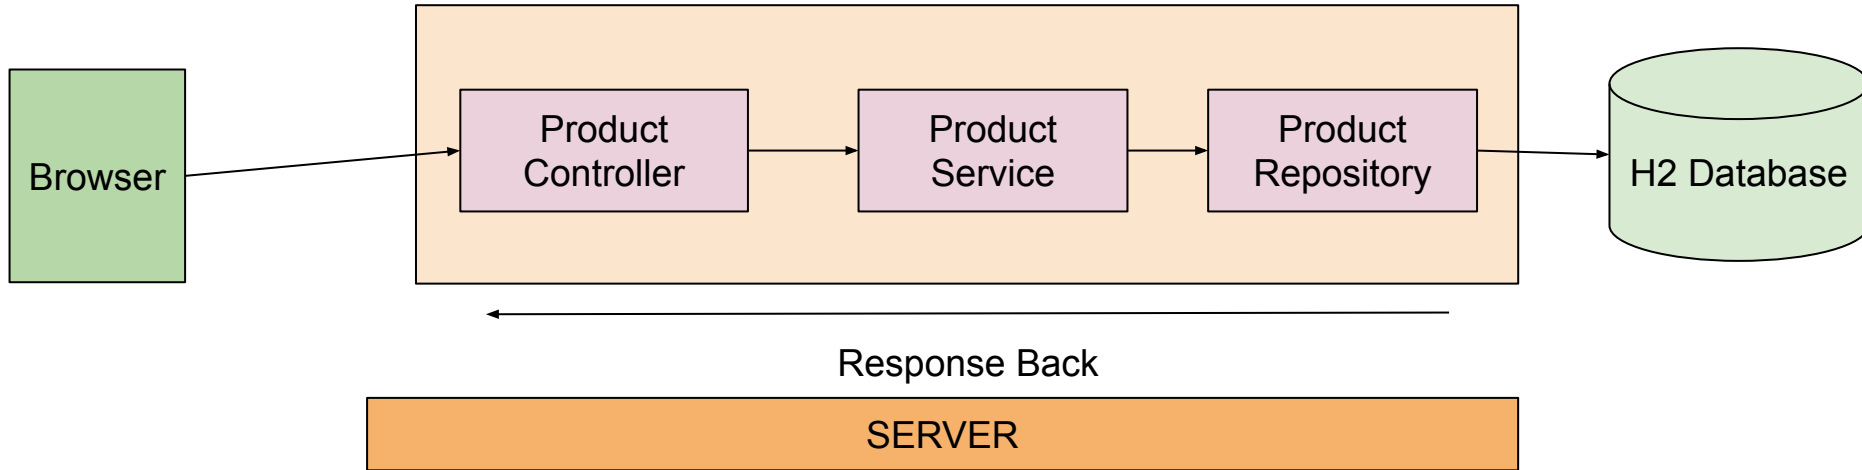 Browser
Product
Controller
Product
Service
Product
Repository
H2 Database
Response Back
SERVER